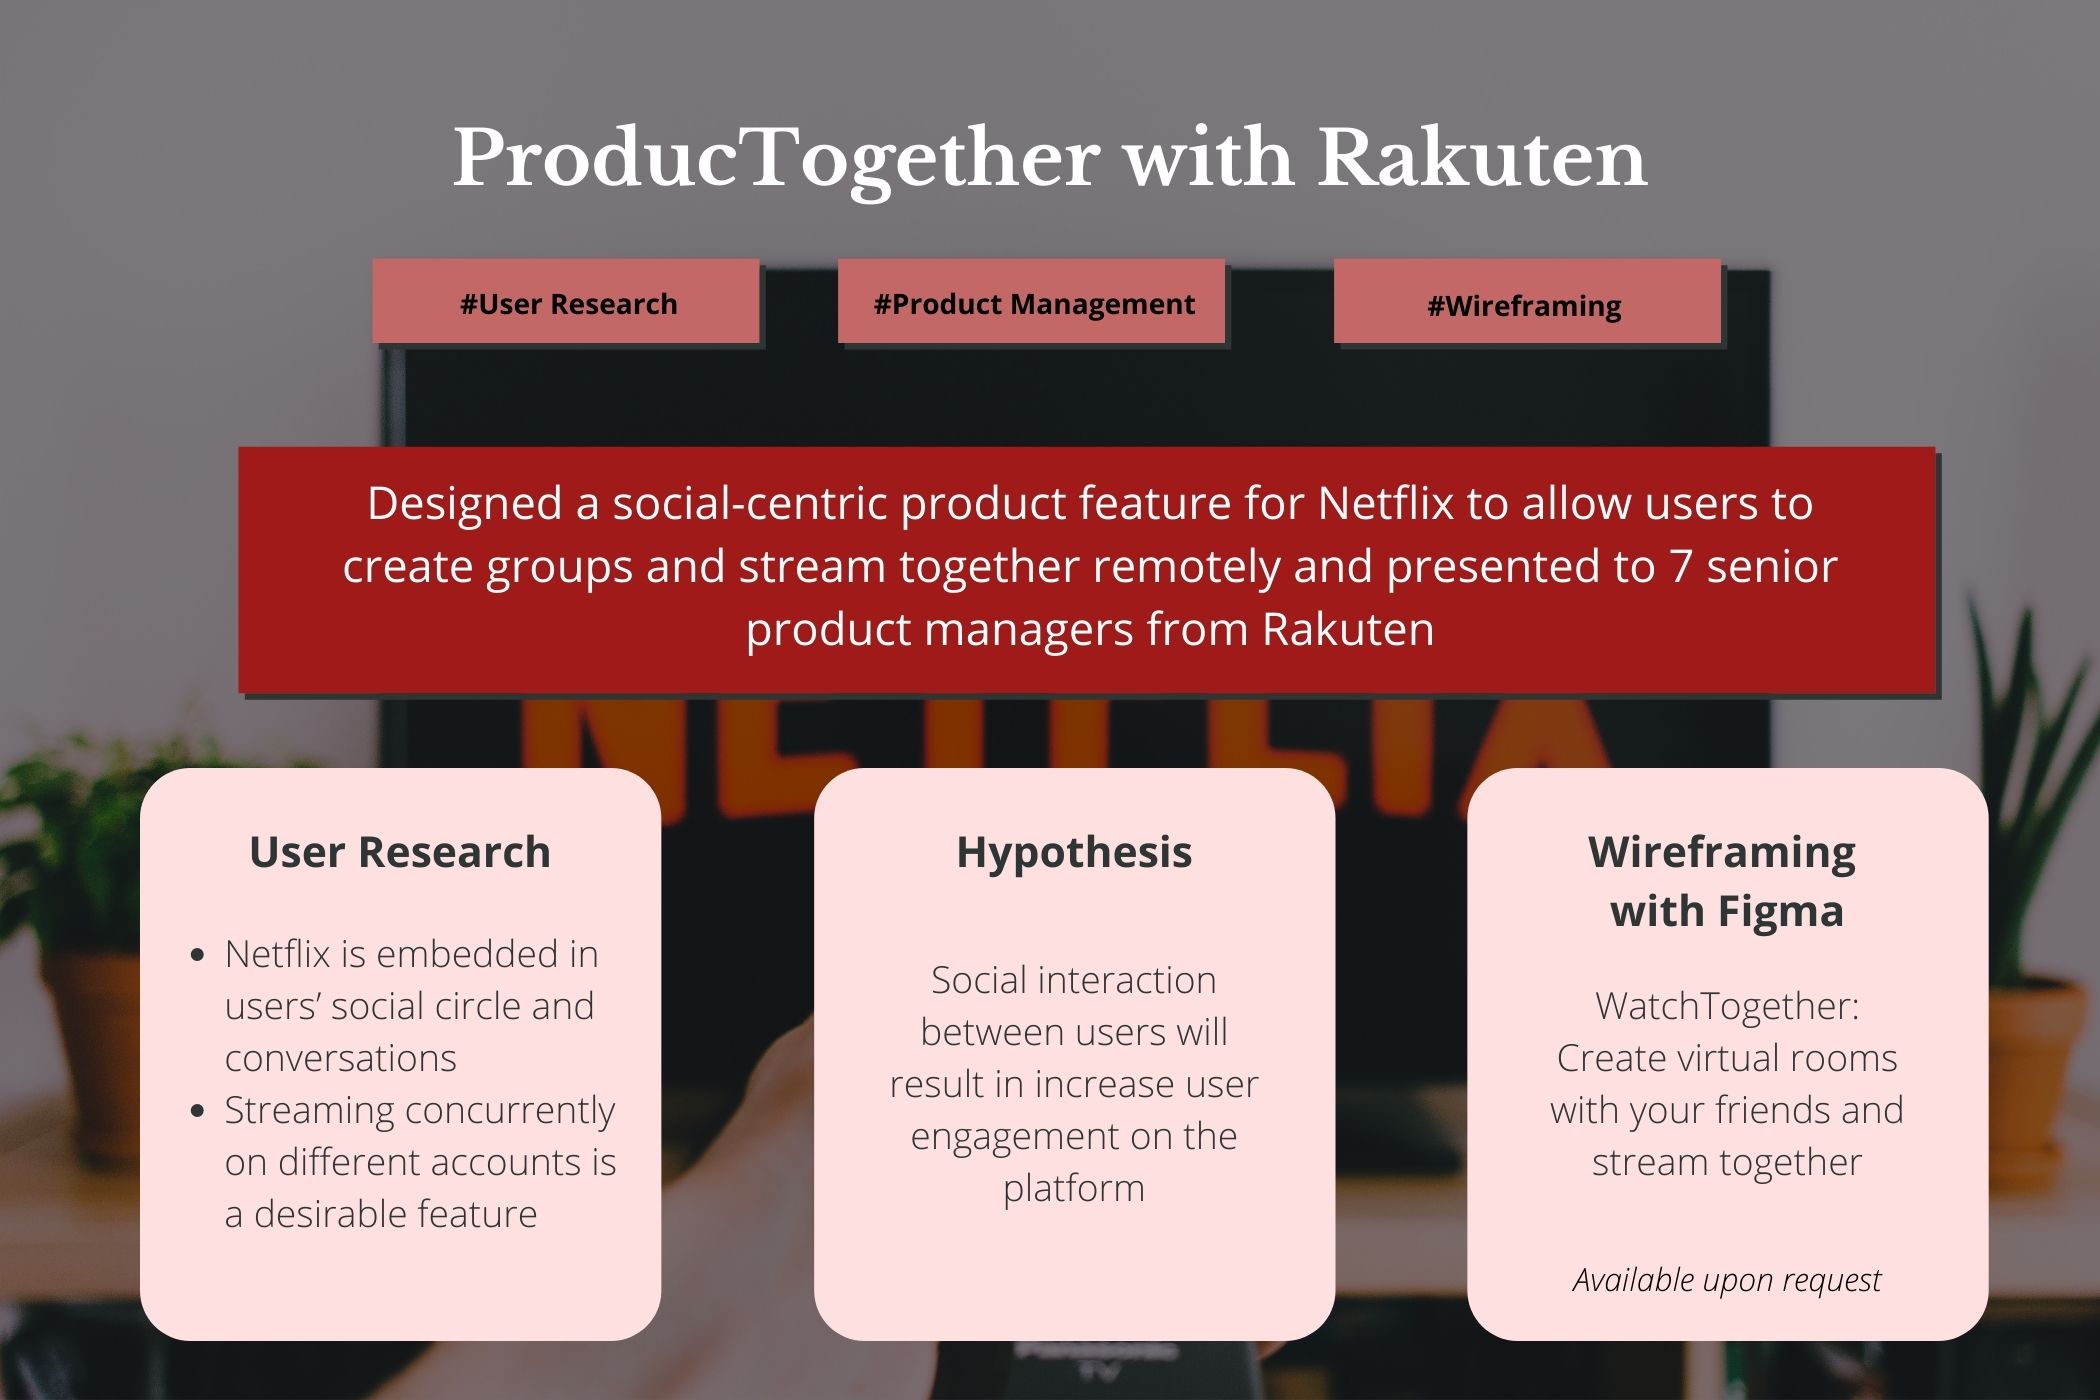 ProducTogether with Rakuten
#User Research
#Product Management
#Wireframing
Designed a social-centric product feature for Netflix to allow users to
create groups and stream together remotely and presented to 7 senior
product managers from Rakuten
NETFLIX
User Research
• Netflix is embedded in
users’ social circle and
conversations
• Streaming concurrently
on different accounts is
a desirable feature
Hypothesis
Social interaction
between users will
result in increase user
engagement on the
platform
Wireframing
with Figma
WatchTogether:
Create virtual rooms
with your friends and
stream together
Available upon request
Panasonic
TV